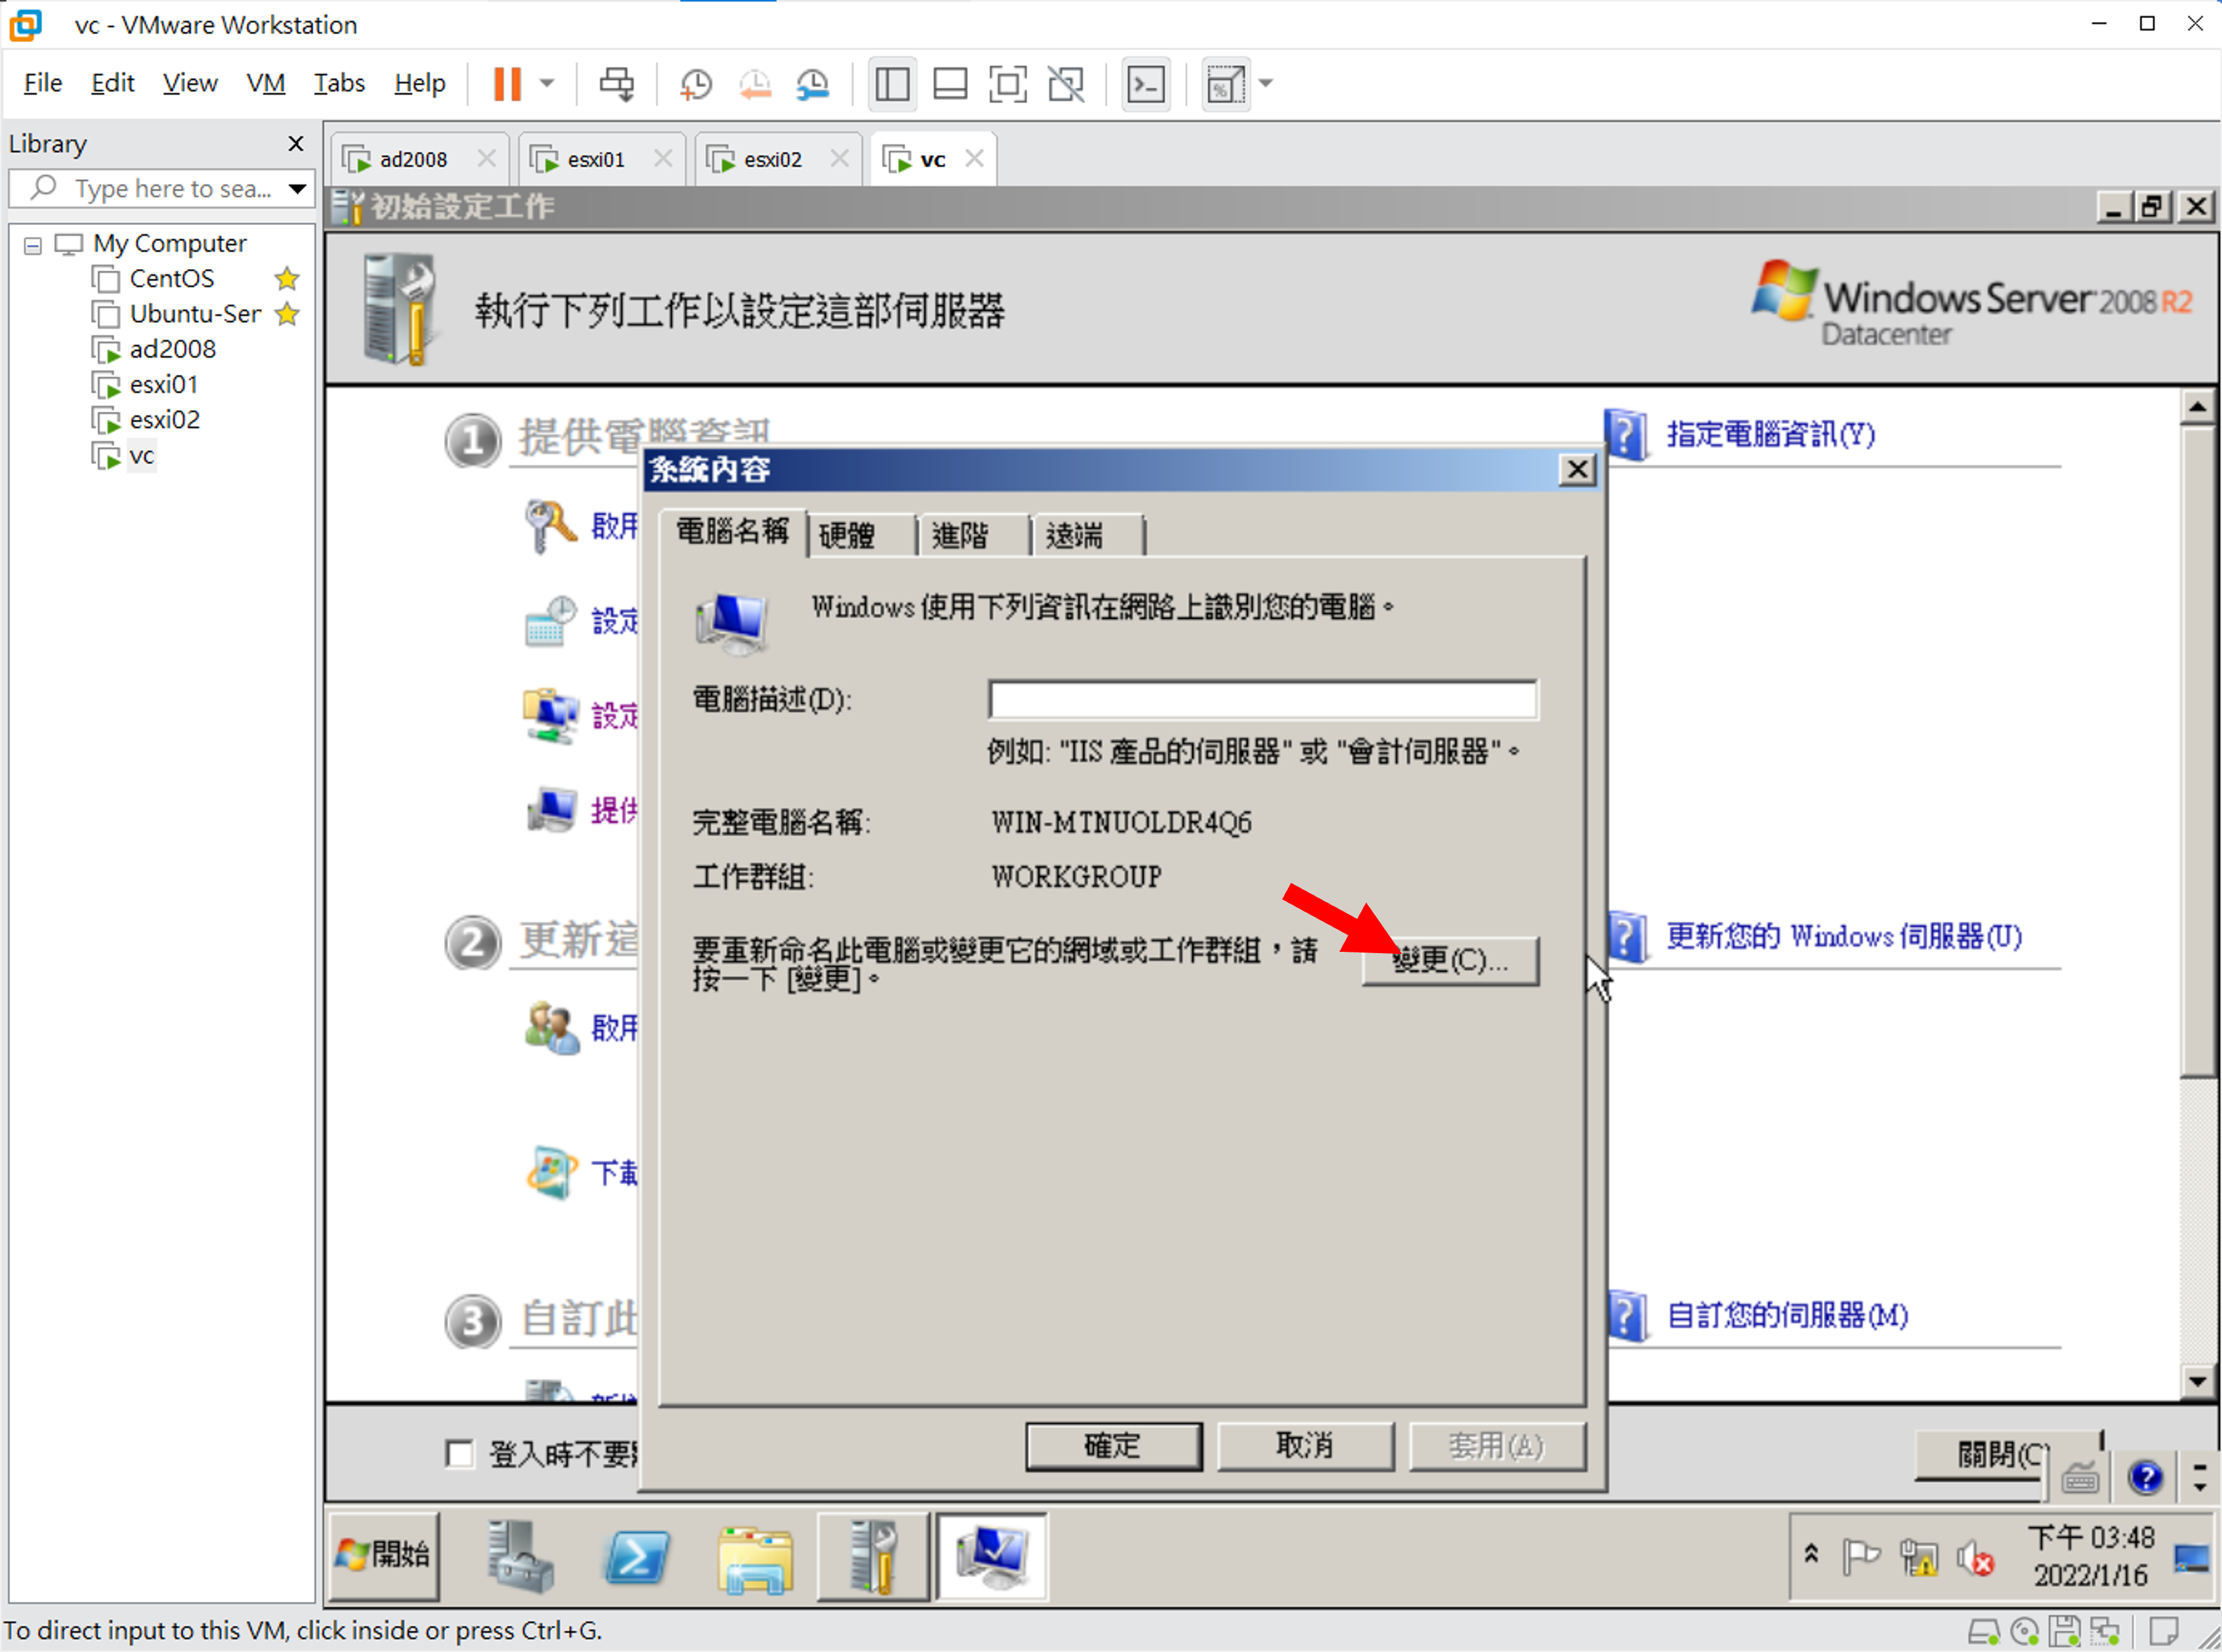 vc - VMware Workstation
File Edit View VM Tabs Help
Library
Type here to sea...
My Computer
CentOS
Ubuntu-Ser
ad2008
esxi01
esxi02
vc
ad2008 esxi01 esxi02 vc
初始設定工作
執行下列工作以設定這部伺服器
Windows Server 2008 R2
Datacenter
1 提供電腦資訊
指定電腦資訊(Y)
啟用
設定
設定
提供
2 更新這
更新您的 Windows 伺服器(U)
啟用
下載
3 自訂此
自訂您的伺服器(M)
系統內容
電腦名稱 硬體 進階 遠端
Windows 使用下列資訊在網路上識別您的電腦。
電腦描述(D):
例如: "IIS 產品的伺服器" 或 "會計伺服器"。
完整電腦名稱: WIN-MTNUOLDR4Q6
工作群組: WORKGROUP
要重新命名此電腦或變更它的網域或工作群組，請
按一下 [變更]。
變更(C)...
確定 取消 套用(A)
登入時不要
關閉(C)
開始
下午 03:48
2022/1/16
To direct input to this VM, click inside or press Ctrl+G.